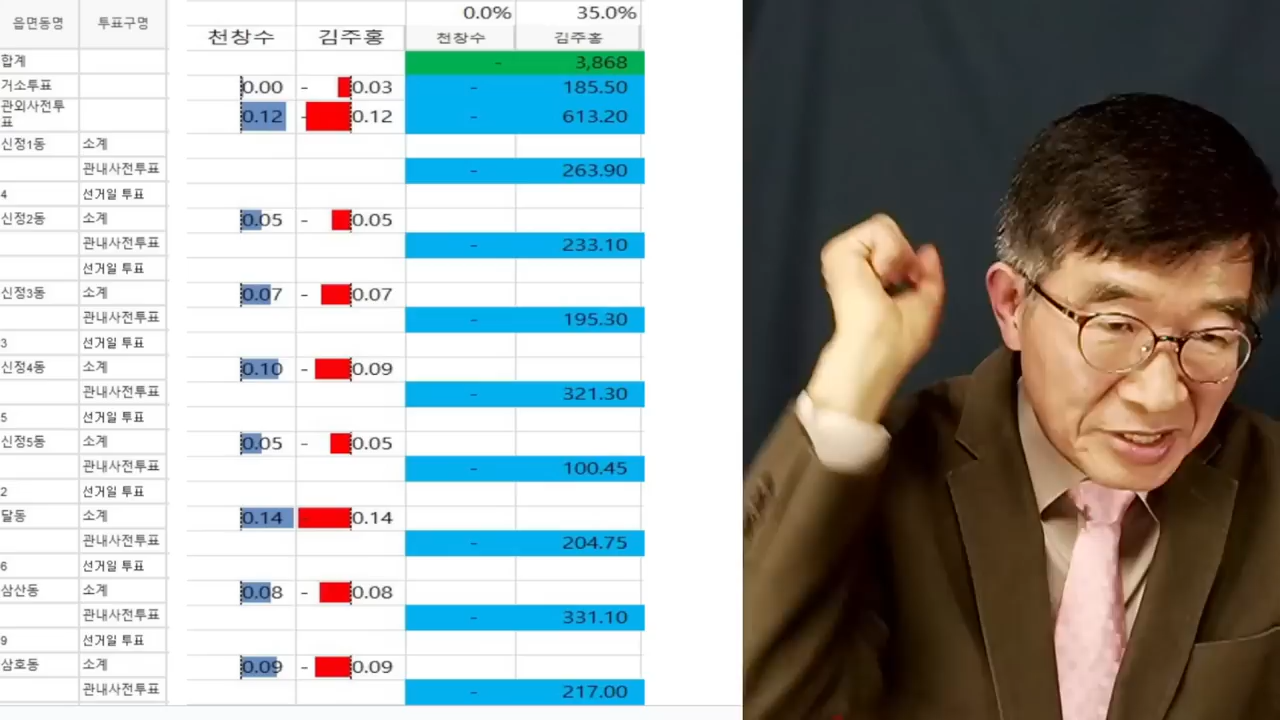 0.0% 35.0%
읍면동명 투표구명 천창수 김주홍 천창수 김주홍
합계 - 3,868
거소투표 0.00 - 0.03 - 185.50
관외사전투
표 0.12 - 0.12 - 613.20
신정1동 소계
관내사전투표 - 263.90
4 선거일 투표
신정2동 소계 0.05 - 0.05
관내사전투표 - 233.10
선거일 투표
신정3동 소계 0.07 - 0.07
관내사전투표 - 195.30
3 선거일 투표
신정4동 소계 0.10 - 0.09
관내사전투표 - 321.30
5 선거일 투표
신정5동 소계 0.05 - 0.05
관내사전투표 - 100.45
2 선거일 투표
달동 소계 0.14 - 0.14
관내사전투표 - 204.75
6 선거일 투표
삼산동 소계 0.08 - 0.08
관내사전투표 - 331.10
9 선거일 투표
삼호동 소계 0.09 - 0.09
관내사전투표 - 217.00